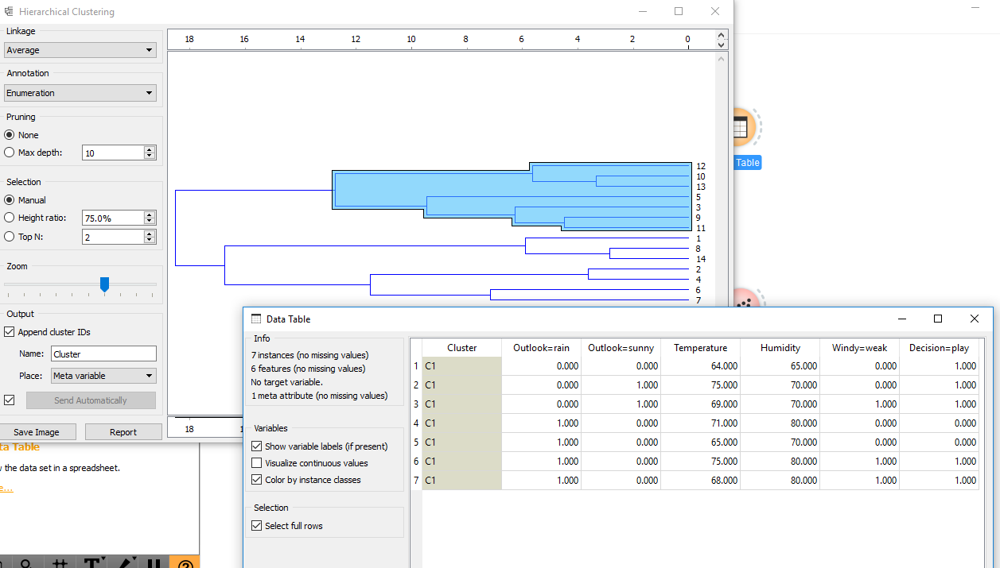 Hierarchical Clustering
Linkage
Average
Annotation
Enumeration
Pruning
None
Max depth: 10
Selection
Manual
Height ratio: 75.0%
Top N: 2
Zoom
Output
Append cluster IDs
Name: Cluster
Place: Meta variable
Send Automatically
Save Image Report
18 16 14 12 10 8 6 4 2 0
12
10
13
5
3
9
11
1
8
14
2
4
6
7
18 1
Table
ta Table
the data set in a spreadsheet.
e...
Data Table
Info
7 instances (no missing values)
6 features (no missing values)
No target variable.
1 meta attribute (no missing values)
Variables
Show variable labels (if present)
Visualize continuous values
Color by instance classes
Selection
Select full rows
Cluster Outlook=rain Outlook=sunny Temperature Humidity Windy=weak Decision=play
1 C1 0.000 0.000 64.000 65.000 0.000 1.000
2 C1 0.000 1.000 75.000 70.000 0.000 1.000
3 C1 0.000 1.000 69.000 70.000 1.000 1.000
4 C1 1.000 0.000 71.000 80.000 0.000 0.000
5 C1 1.000 0.000 65.000 70.000 0.000 0.000
6 C1 1.000 0.000 75.000 80.000 1.000 1.000
7 C1 1.000 0.000 68.000 80.000 1.000 1.000
T
?